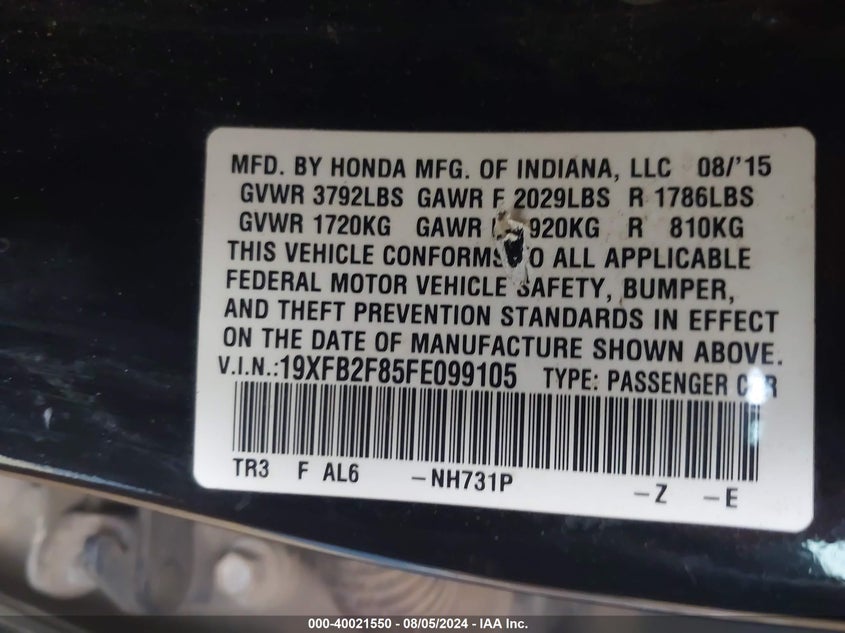 MFD. BY HONDA MFG. OF INDIANA, LLC 08/'15
GVWR 3792LBS GAWR F 2029LBS R 1786LBS
GVWR 1720KG GAWR 920KG R 810KG
THIS VEHICLE CONFORMS TO ALL APPLICABLE
FEDERAL MOTOR VEHICLE SAFETY, BUMPER,
AND THEFT PREVENTION STANDARDS IN EFFECT
ON THE DATE OF MANUFACTURE SHOWN ABOVE.
V.I.N.:19XFB2F85FE099105 TYPE: PASSENGER CAR
TR3 F AL6 -NH731P -Z -E
000-40021550 - 08/05/2024 - IAA Inc.